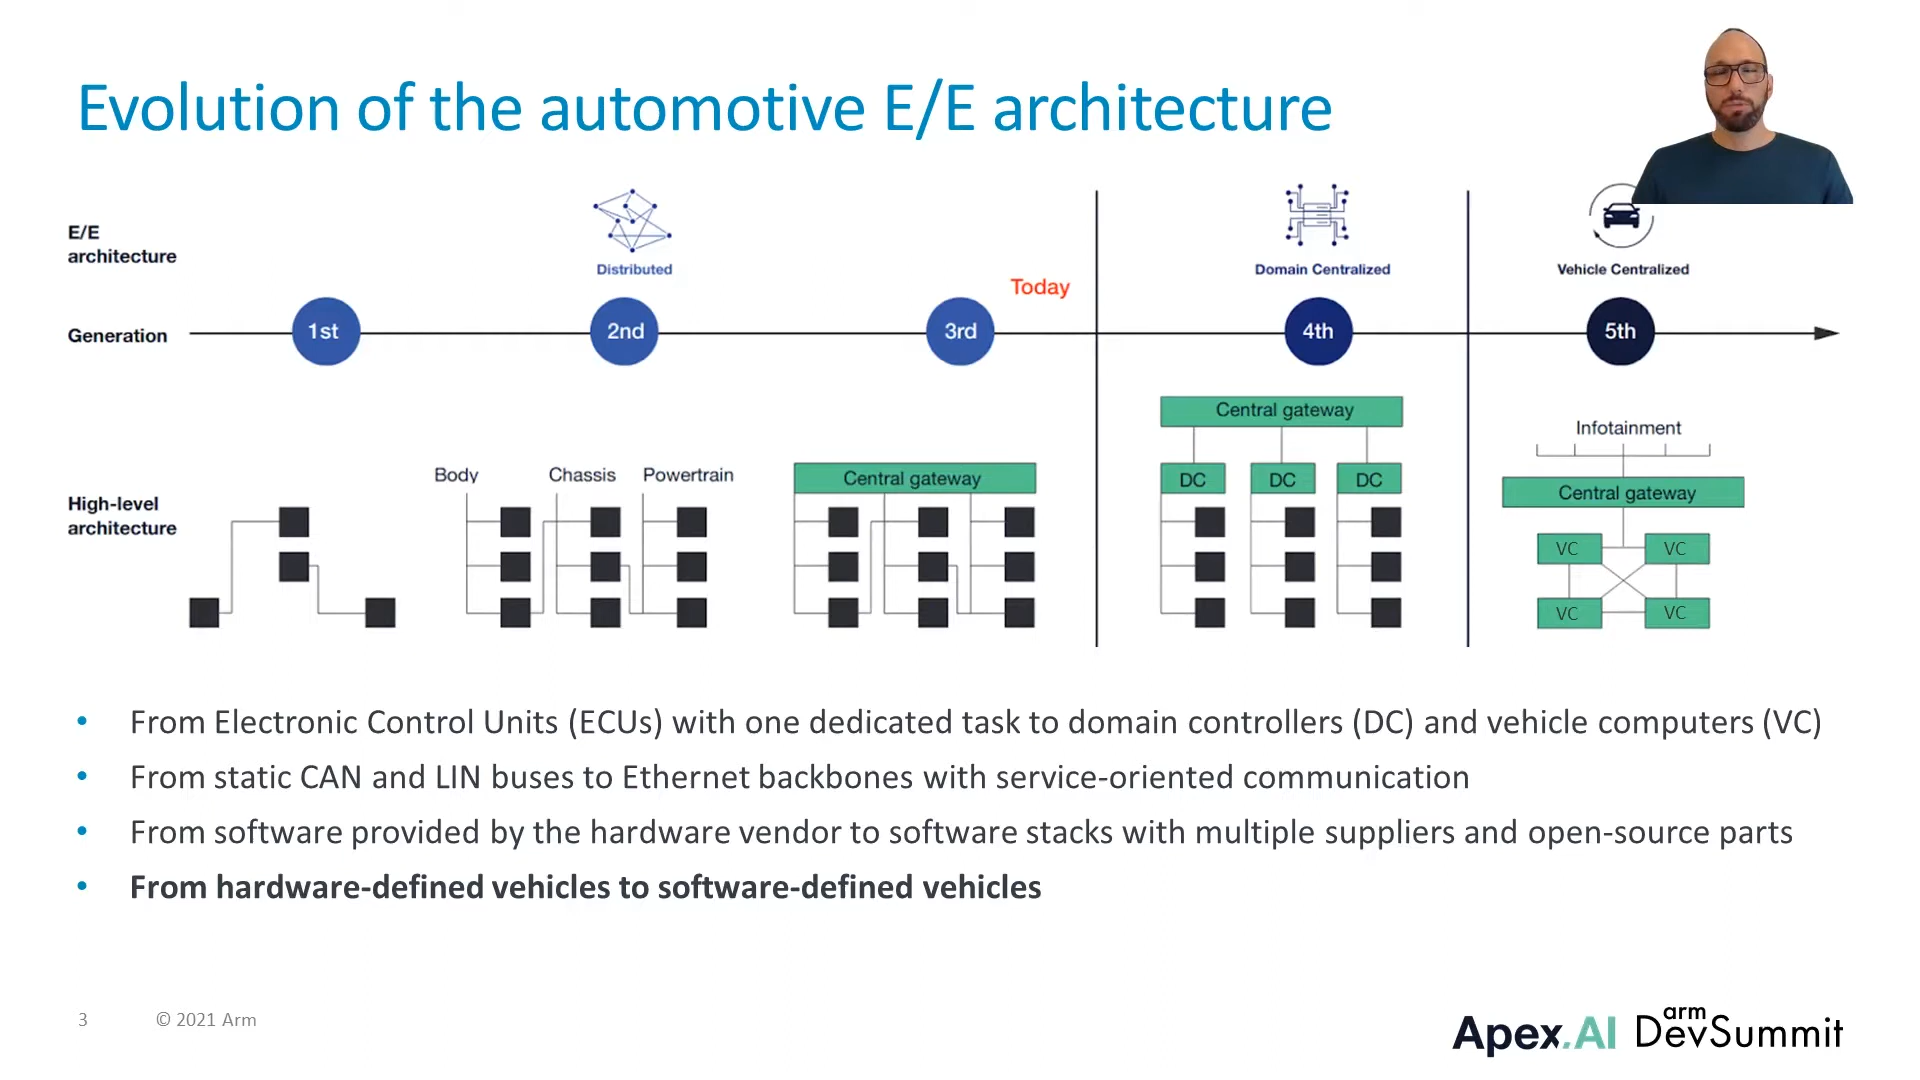 Evolution of the automotive E/E architecture
E/E
architecture
Distributed
Domain Centralized
Vehicle Centralized
Today
Generation
1st
2nd
3rd
4th
5th
High-level
architecture
Body
Chassis
Powertrain
Central gateway
Central gateway
DC
DC
DC
Infotainment
Central gateway
VC
VC
VC
VC
• From Electronic Control Units (ECUs) with one dedicated task to domain controllers (DC) and vehicle computers (VC)
• From static CAN and LIN buses to Ethernet backbones with service-oriented communication
• From software provided by the hardware vendor to software stacks with multiple suppliers and open-source parts
• From hardware-defined vehicles to software-defined vehicles
3
© 2021 Arm
Apex.AI
arm
DevSummit